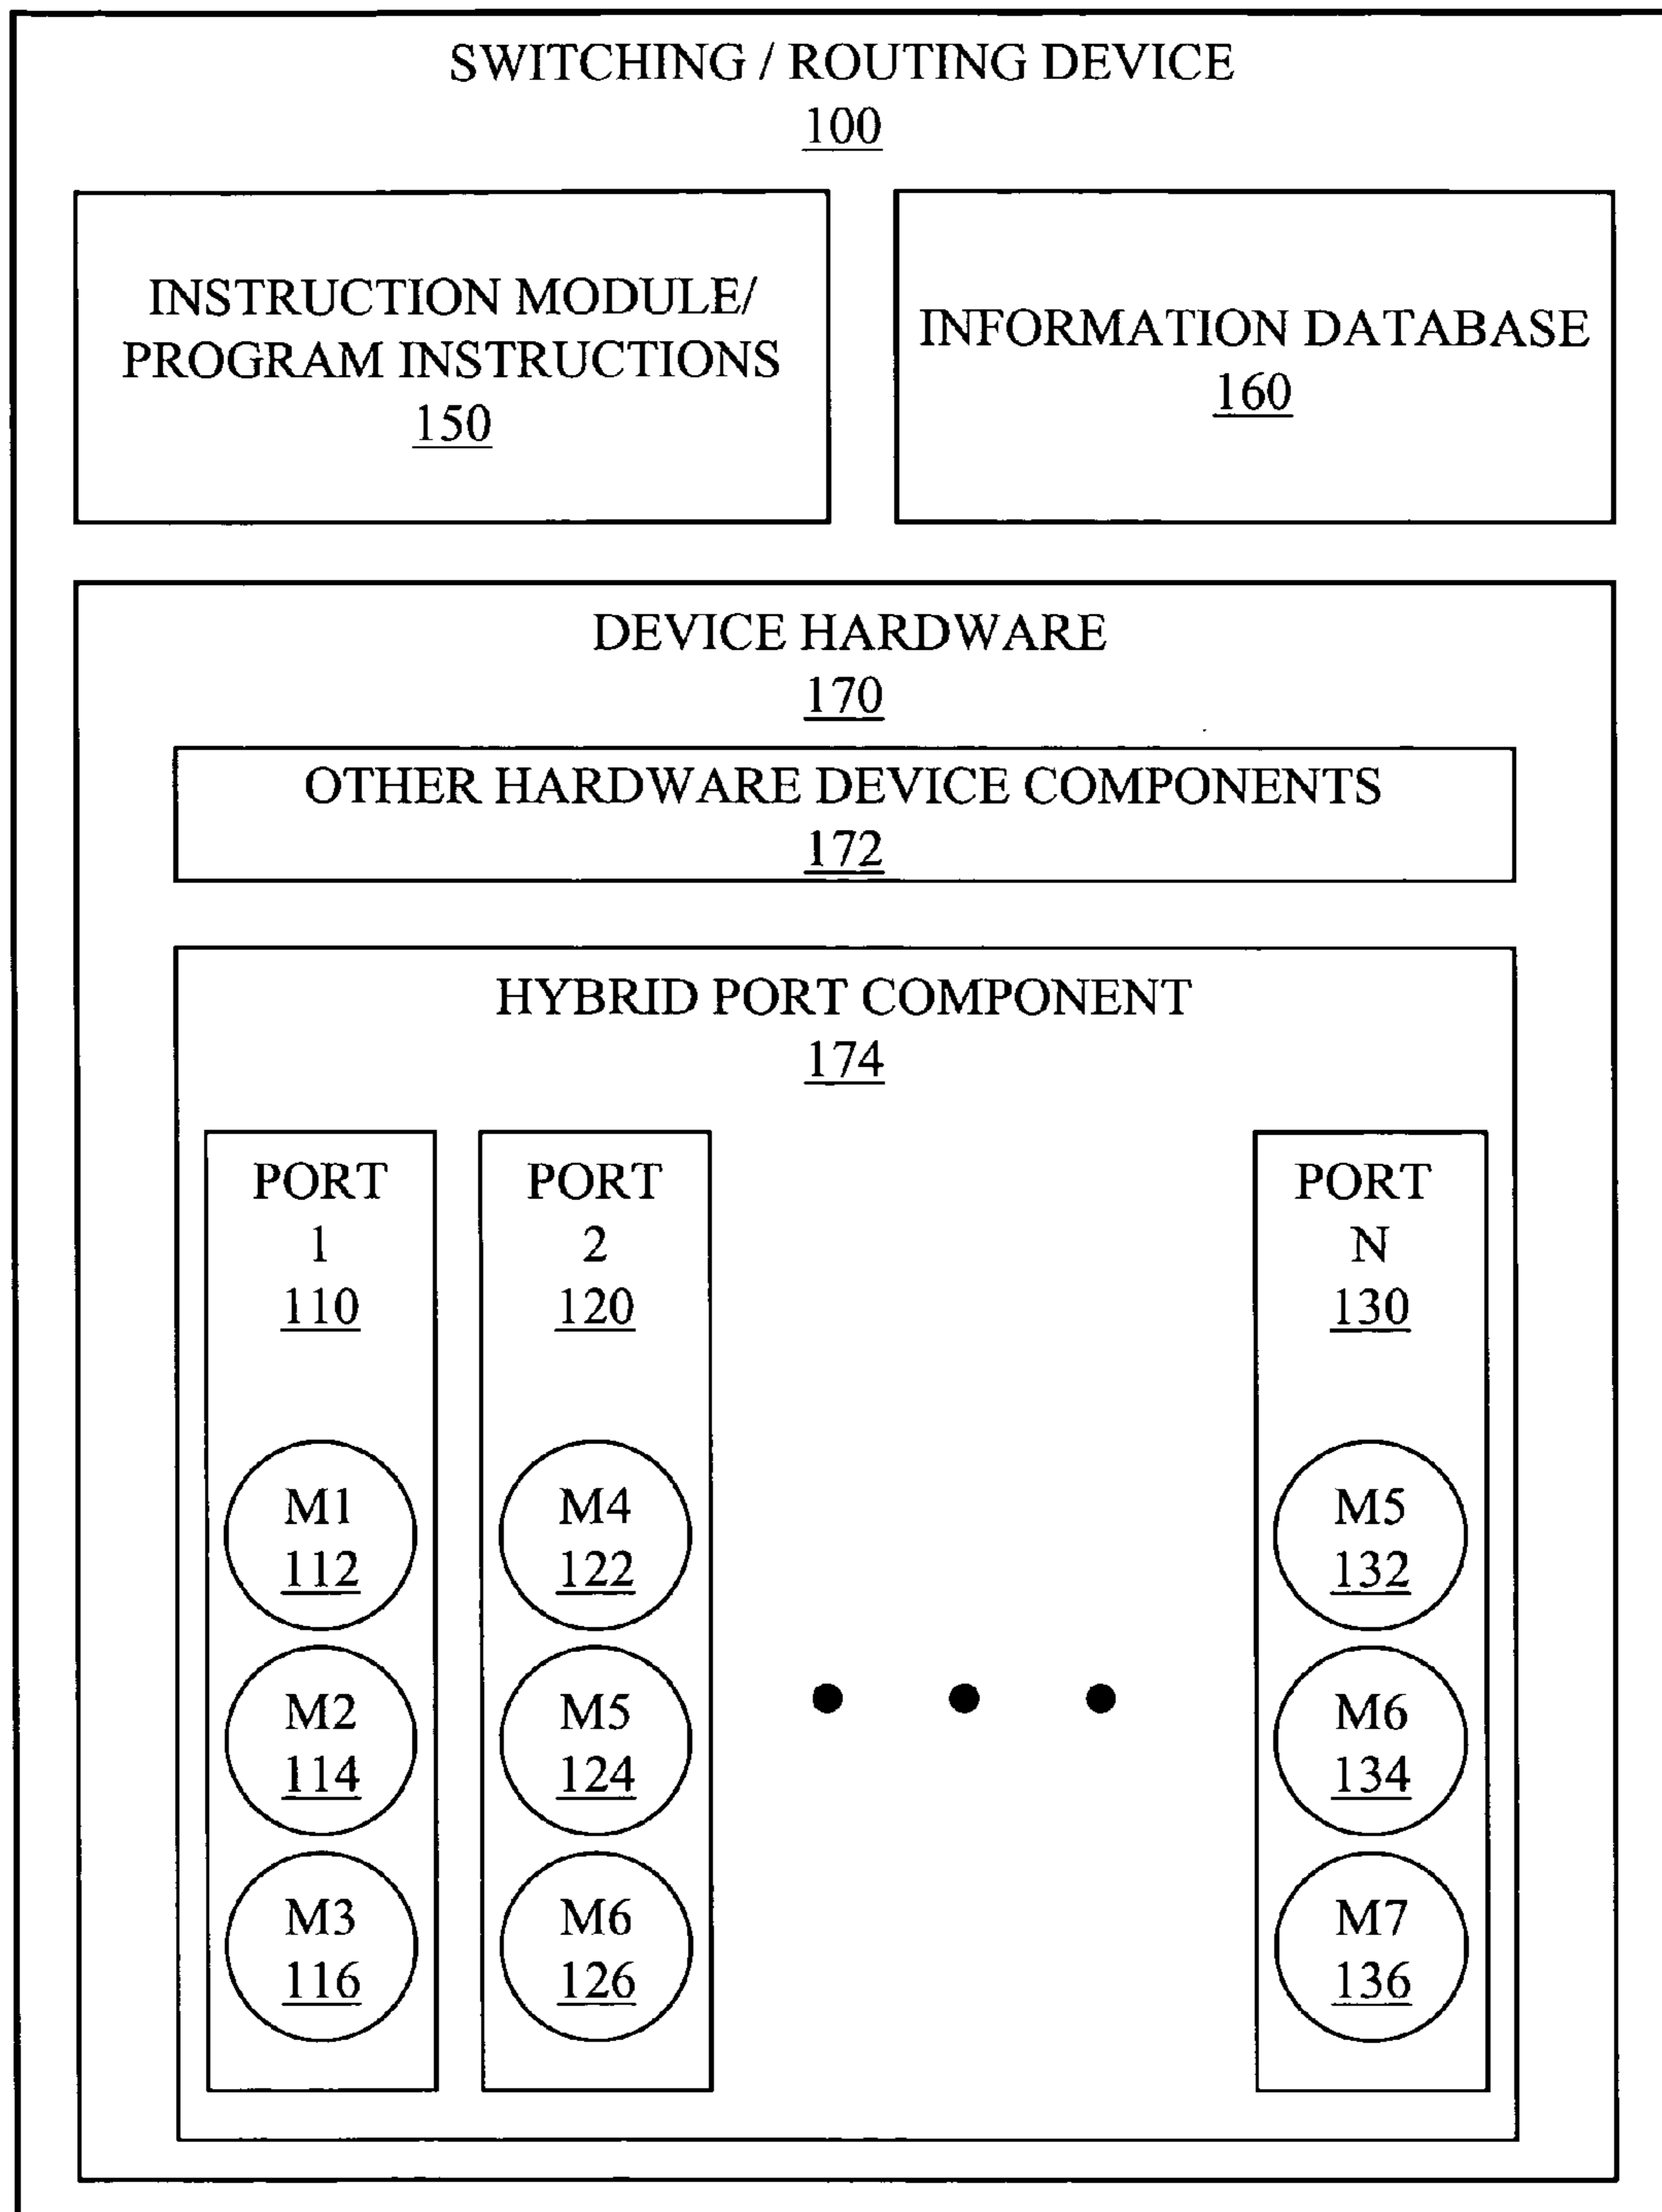 SWITCHING / ROUTING DEVICE
100
INSTRUCTION MODULE/
PROGRAM INSTRUCTIONS
150
INFORMATION DATABASE
160
DEVICE HARDWARE
170
OTHER HARDWARE DEVICE COMPONENTS
172
HYBRID PORT COMPONENT
174
PORT
1
110
M1
112
M2
114
M3
116
PORT
2
120
M4
122
M5
124
M6
126
PORT
N
130
M5
132
M6
134
M7
136